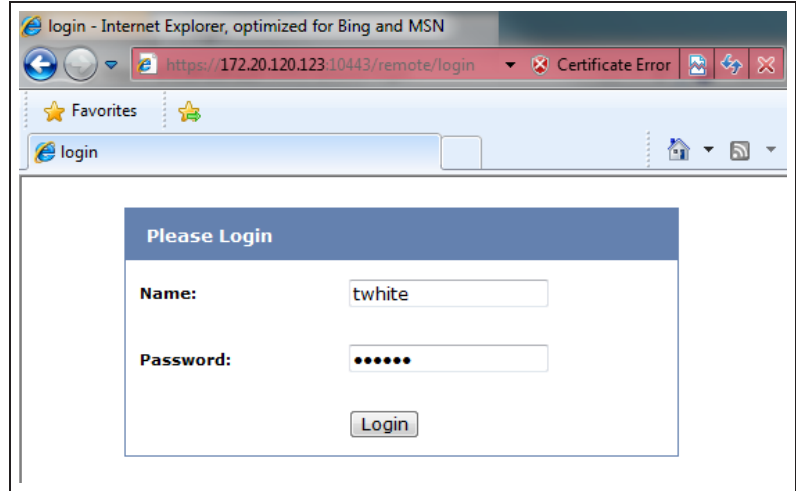 login - Internet Explorer, optimized for Bing and MSN
https://172.20.120.123:10443/remote/login Certificate Error
Favorites
login
Please Login
Name: twhite
Password: ••••••
Login